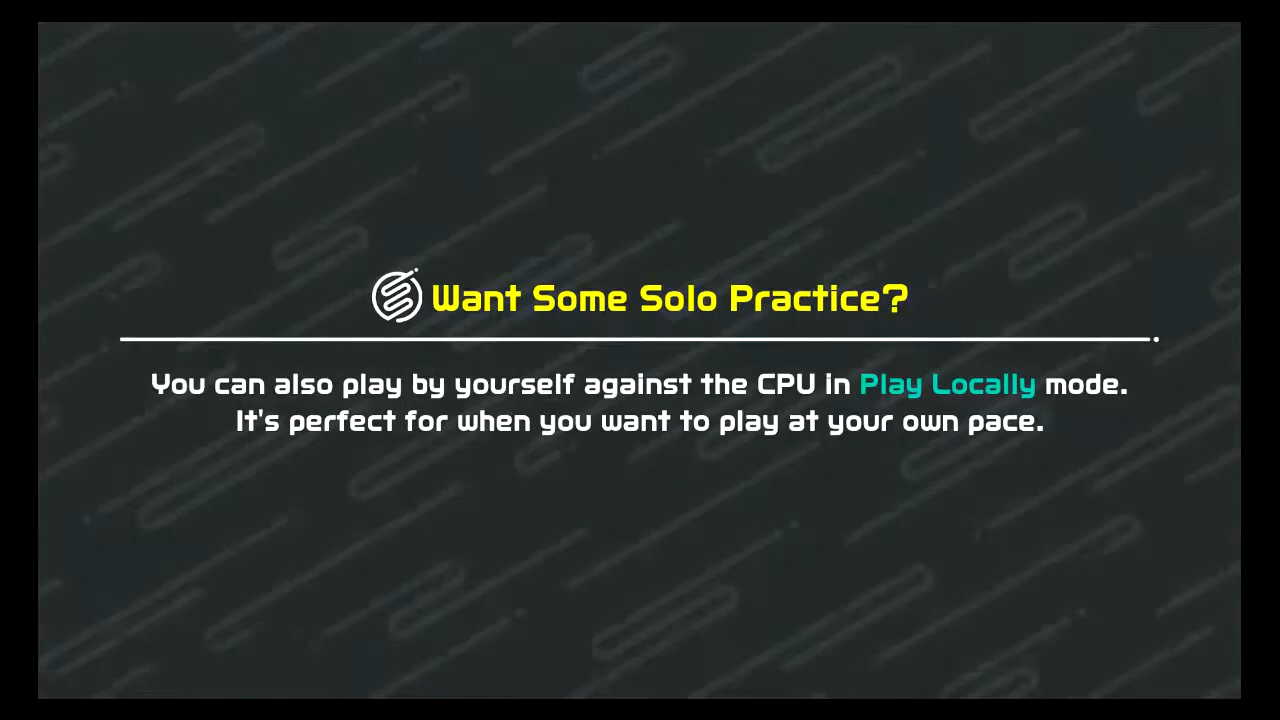 Want Some Solo Practice?
You can also play by yourself against the CPU in Play Locally mode.
It's perfect for when you want to play at your own pace.